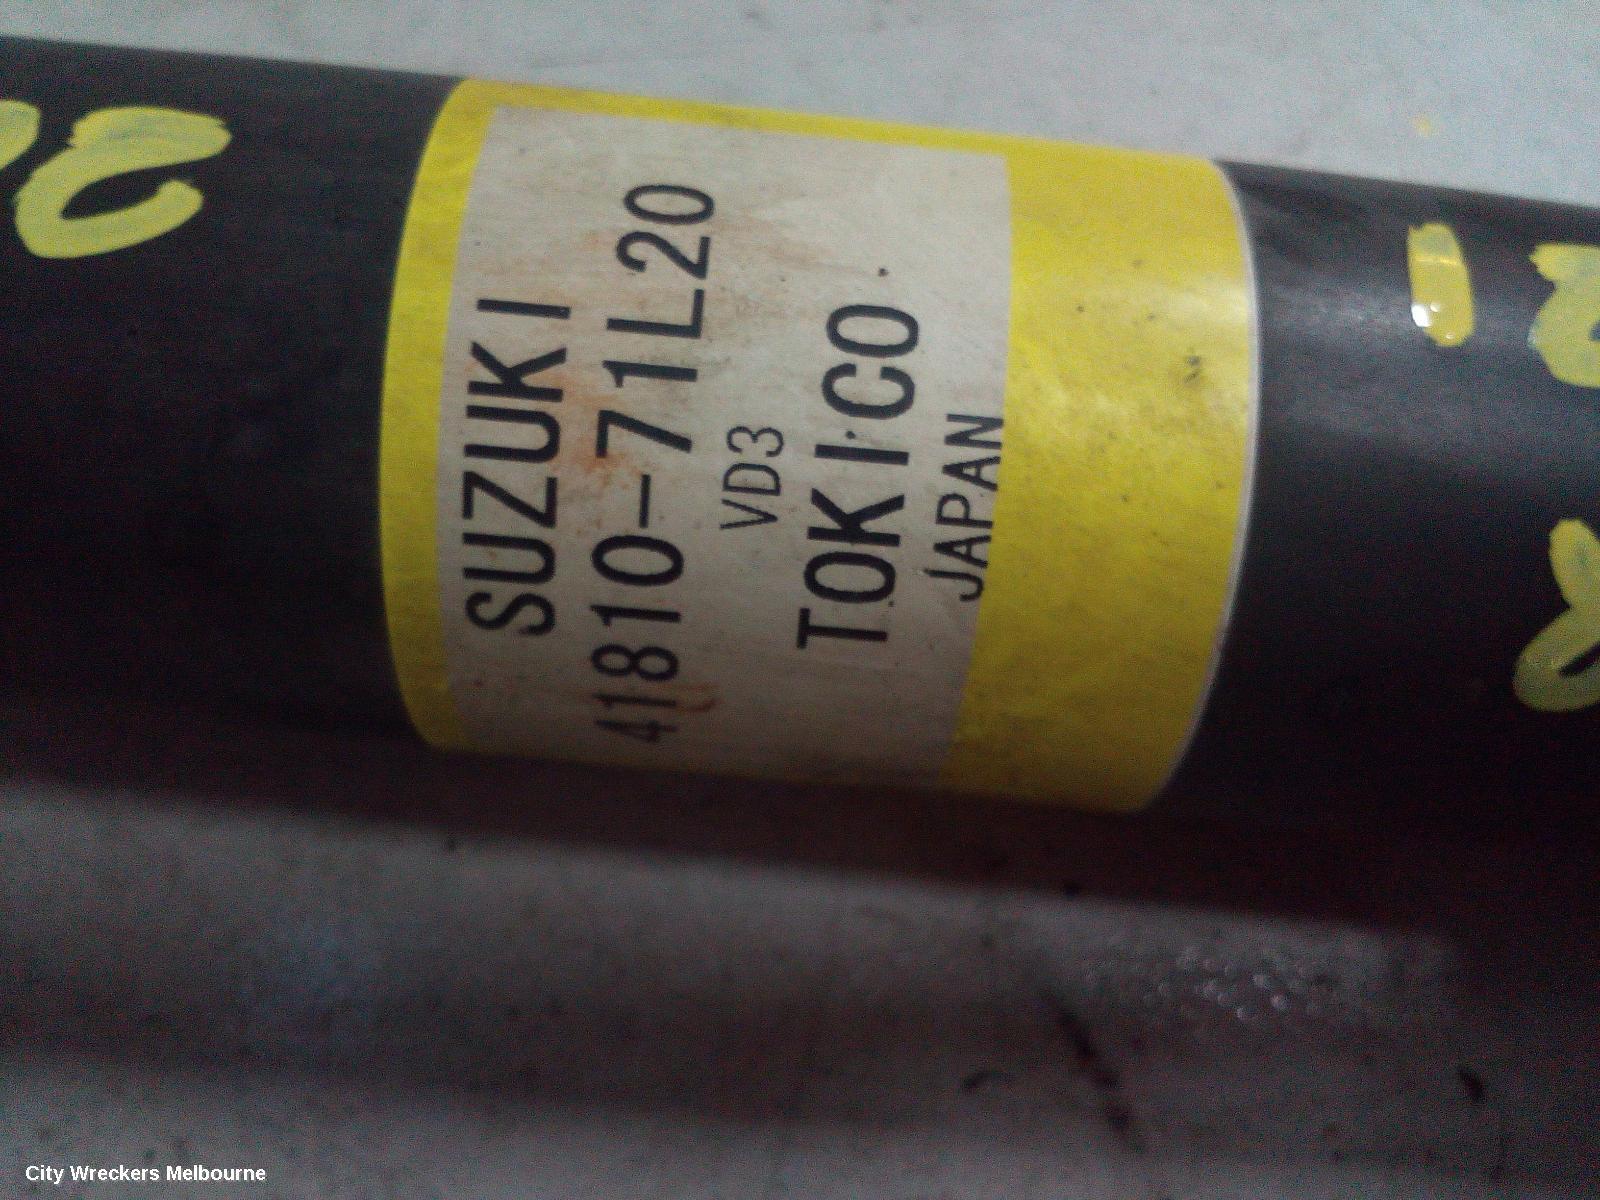 SUZUKI
41810-71L20
VD3
TOKICO
JAPAN
City Wreckers Melbourne